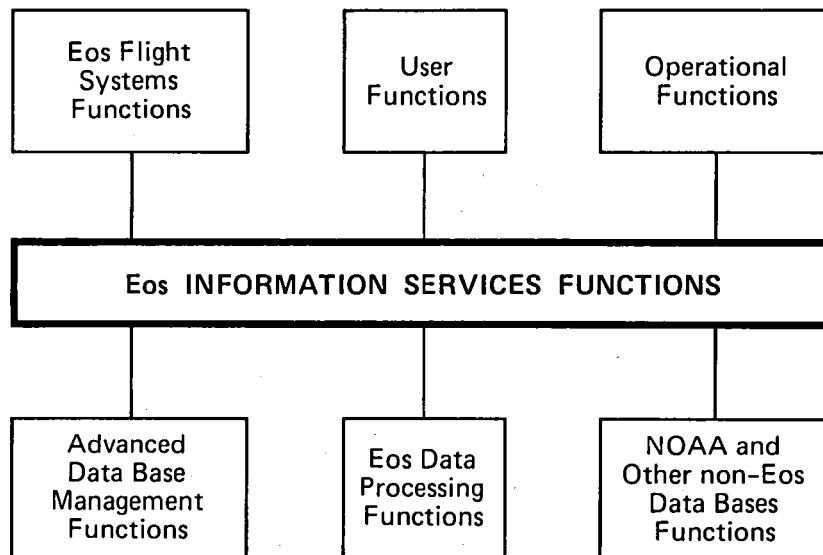 Eos Flight
Systems
Functions
User
Functions
Operational
Functions
Eos INFORMATION SERVICES FUNCTIONS
Advanced
Data Base
Management
Functions
Eos Data
Processing
Functions
NOAA and
Other non-Eos
Data Bases
Functions